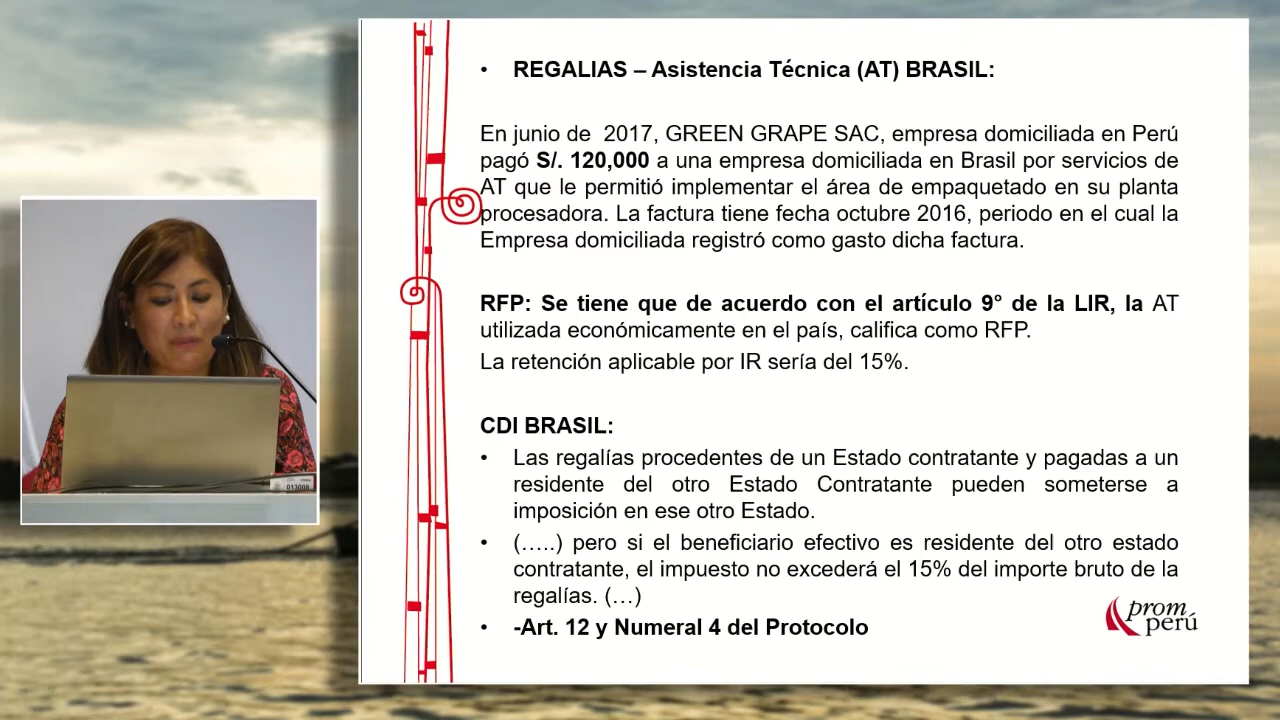 • REGALIAS – Asistencia Técnica (AT) BRASIL:
En junio de 2017, GREEN GRAPE SAC, empresa domiciliada en Perú
pagó S/. 120,000 a una empresa domiciliada en Brasil por servicios de
AT que le permitió implementar el área de empaquetado en su planta
procesadora. La factura tiene fecha octubre 2016, periodo en el cual la
Empresa domiciliada registró como gasto dicha factura.
RFP: Se tiene que de acuerdo con el artículo 9° de la LIR, la AT
utilizada económicamente en el país, califica como RFP.
La retención aplicable por IR sería del 15%.
CDI BRASIL:
• Las regalías procedentes de un Estado contratante y pagadas a un
residente del otro Estado Contratante pueden someterse a
imposición en ese otro Estado.
• (…..) pero si el beneficiario efectivo es residente del otro estado
contratante, el impuesto no excederá el 15% del importe bruto de la
regalías. (…)
• -Art. 12 y Numeral 4 del Protocolo
prom
perú